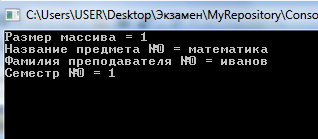 C:\Users\USER\Desktop\Экзамен\MyRepository\Conso
Размер массива = 1
Название предмета №0 = математика
Фамилия преподавателя №0 = иванов
Семестр №0 = 1